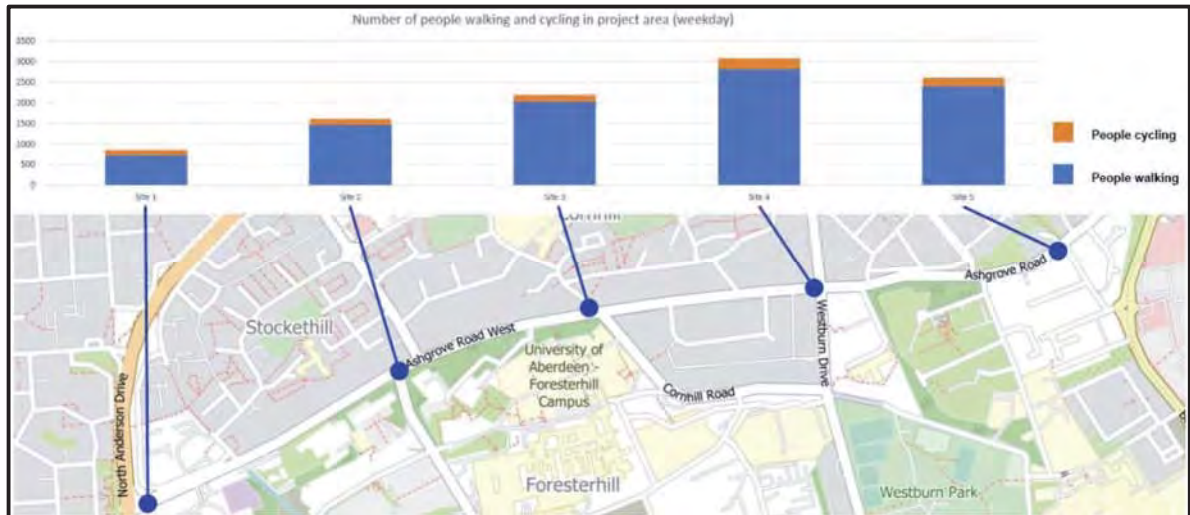 Number of people walking and cycling in project area (weekday)
3500
3000
2500
2000
1500
1000
500
0
Site 1
Site 2
Site 3
Site 4
Site 5
People cycling
People walking
Cornhill
Ashgrove Road
Stockethill
Ashgrove Road West
University of
Aberdeen -
Foresterhill
Campus
Westburn Drive
Cornhill Road
North Anderson Drive
Foresterhill
Westburn Park